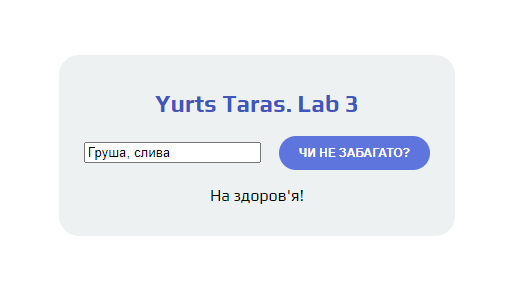 Yurts Taras. Lab 3
Груша, слива
ЧИ НЕ ЗАБАГАТО?
На здоров'я!